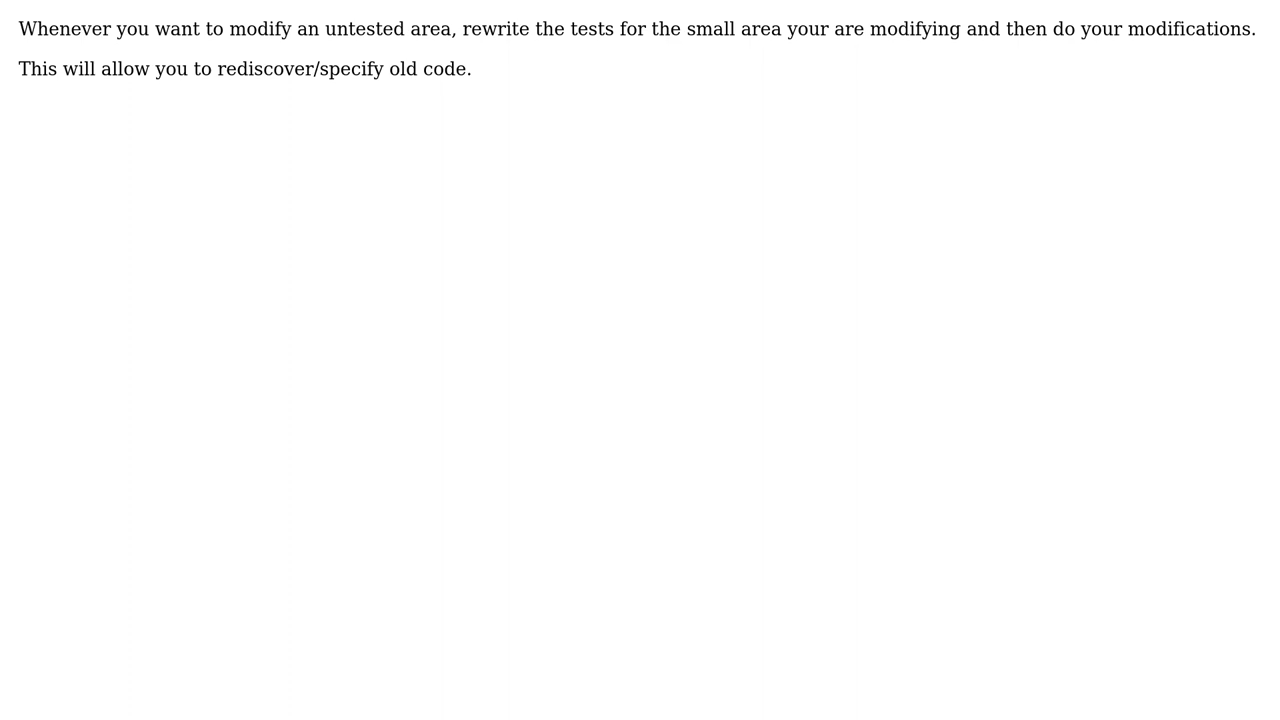 Whenever you want to modify an untested area, rewrite the tests for the small area your are modifying and then do your modifications.
This will allow you to rediscover/specify old code.